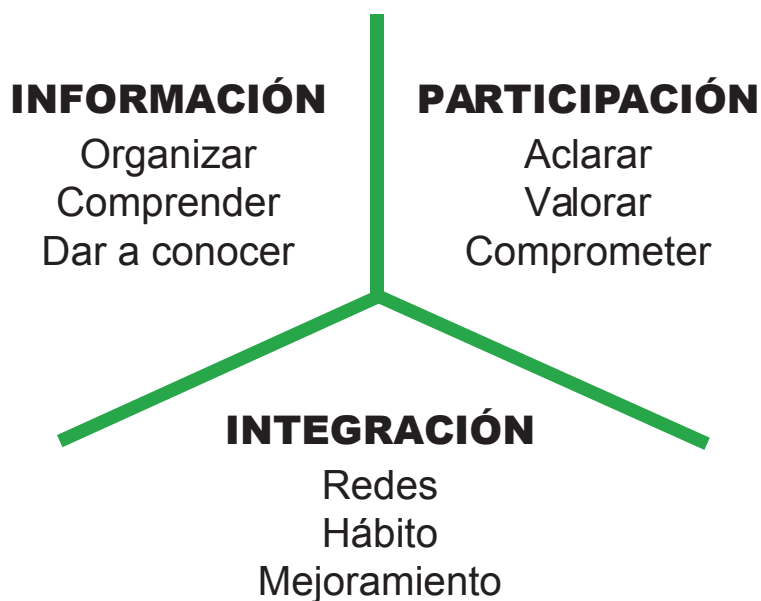 INFORMACIÓN
Organizar
Comprender
Dar a conocer
PARTICIPACIÓN
Aclarar
Valorar
Comprometer
INTEGRACIÓN
Redes
Hábito
Mejoramiento